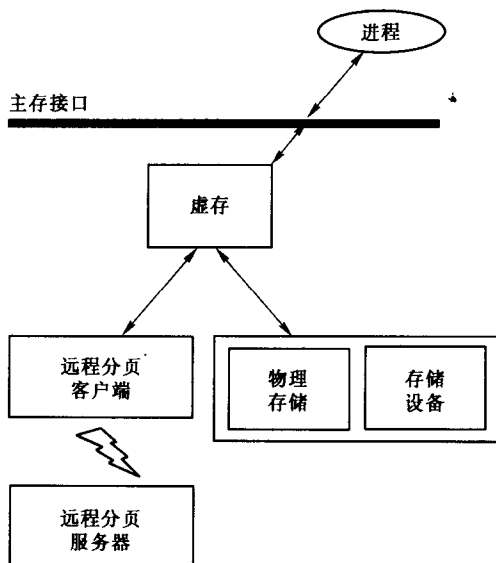 进程
主存接口
虚存
远程分页
客户端
物理
存储
存储
设备
远程分页
服务器